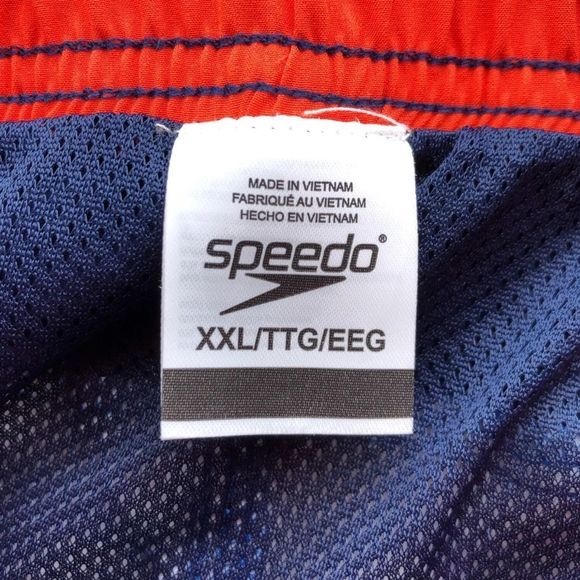 MADE IN VIETNAM
FABRIQUÉ AU VIETNAM
HECHO EN VIETNAM
speedo®
XXL/TTG/EEG